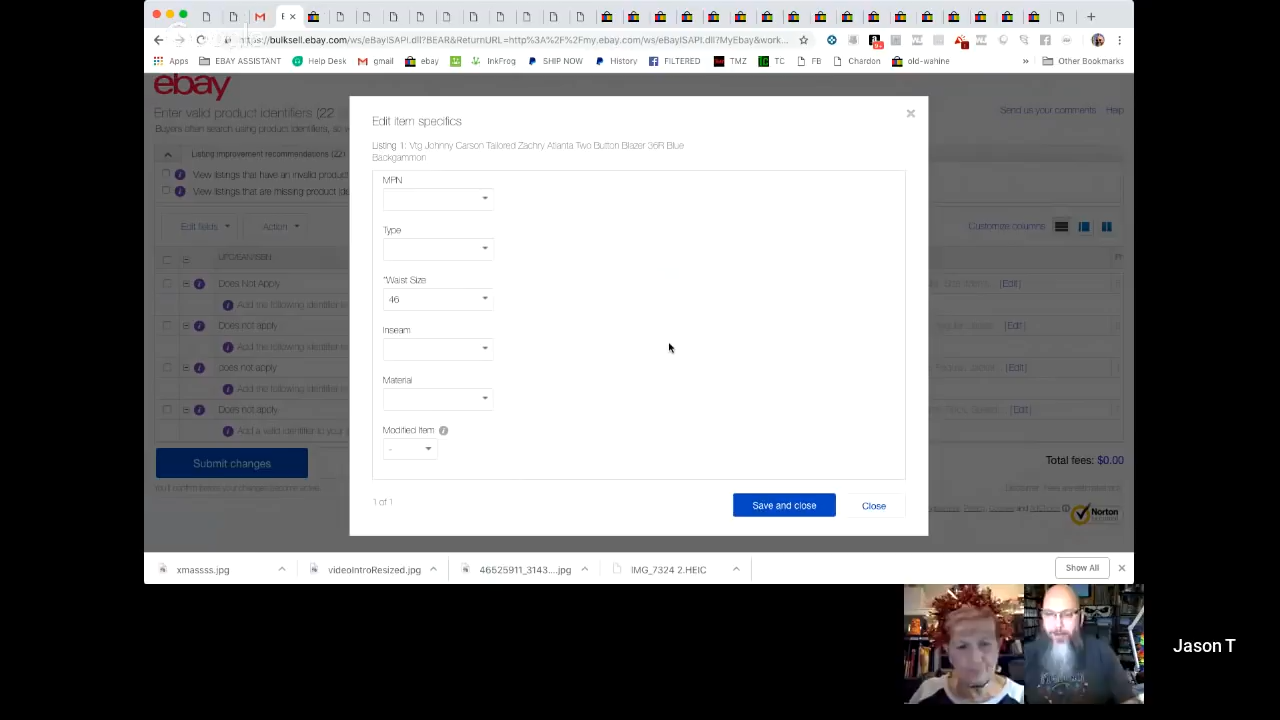 bulksell.ebay.com/ws/eBayISAPI.dll?BEAR&ReturnURL=http%3A%2F%2Fmy.ebay.com/ws/eBayISAPI.dll?MyEbay&work...
Apps EBAY ASSISTANT Help Desk gmail ebay InkFrog SHIP NOW History FILTERED TMZ TC FB Chardon old-wahine » Other Bookmarks
ebay
Enter valid product identifiers (22
Send us your comments Help
Buyers often search using product identifiers,
Listing improvement recommendations (22)
View listings that have an invalid product
View listings that are missing product
Edit fields Action
Customize columns
UPC/EAN/ISBN
Does Not Apply
[Edit]
Add the following identifier
Does not apply
[Edit]
Add the following identifier
does not apply
[Edit]
Add the following identifier
Does not apply
[Edit]
Add a valid identifier to your
Submit changes
Total fees: $0.00
Norton
Edit item specifics
Listing 1: Vtg Johnny Carson Tailored Zachry Atlanta Two Button Blazer 36R Blue
Backgammon
MPN
Type
*Waist Size
46
Inseam
Material
Modified Item
-
1 of 1
Save and close
Close
xmassss.jpg videoIntroResized.jpg 46525911_3143....jpg IMG_7324 2.HEIC Show All
Jason T